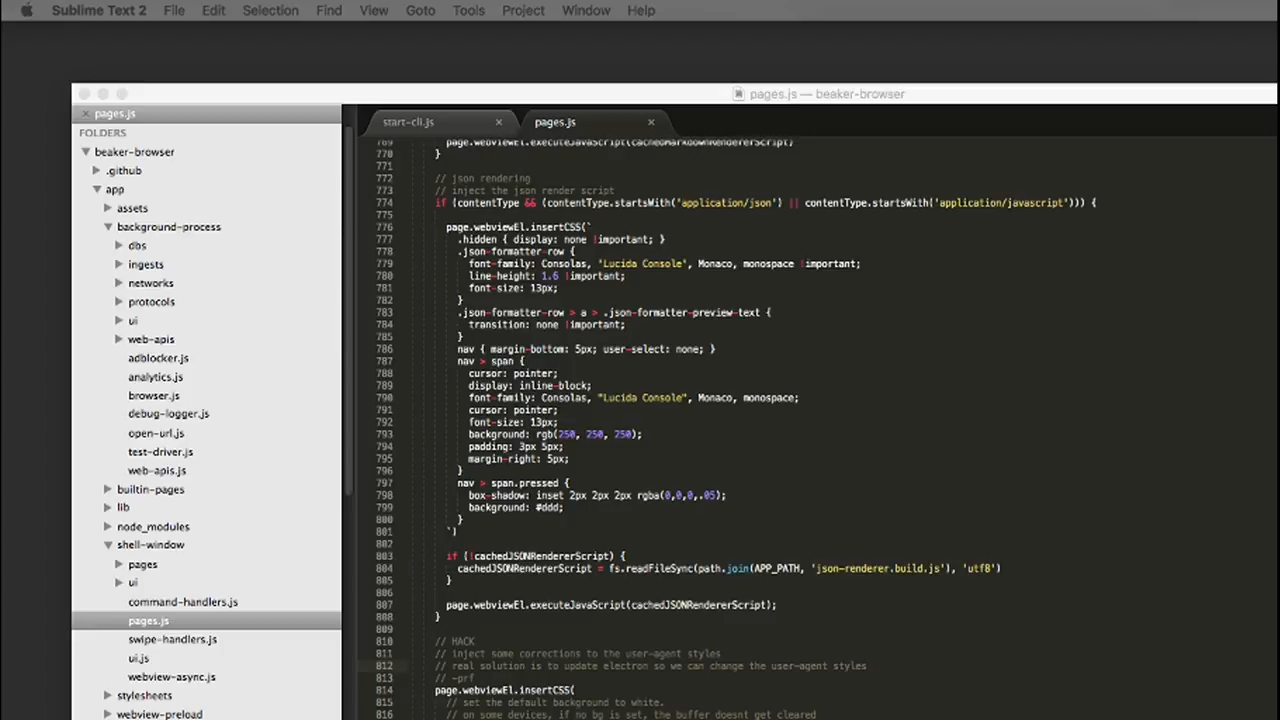 Sublime Text 2 File Edit Selection Find View Goto Tools Project Window Help
pages.js — beaker-browser
pages.js
FOLDERS
beaker-browser
.github
app
assets
background-process
dbs
ingests
networks
protocols
ui
web-apis
adblocker.js
analytics.js
browser.js
debug-logger.js
open-url.js
test-driver.js
web-apis.js
builtin-pages
lib
node_modules
shell-window
pages
ui
command-handlers.js
pages.js
swipe-handlers.js
ui.js
webview-async.js
stylesheets
webview-preload
start-cli.js × pages.js ×
769 page.webviewEl.executeJavaScript(cachedMarkdownRendererScript)
770 }
771
772 // json rendering
773 // inject the json render script
774 if (contentType && (contentType.startsWith('application/json') || contentType.startsWith('application/javascript'))) {
775
776 page.webviewEl.insertCSS(`
777 .hidden { display: none !important; }
778 .json-formatter-row {
779 font-family: Consolas, "Lucida Console", Monaco, monospace !important;
780 line-height: 1.6 !important;
781 font-size: 13px;
782 }
783 .json-formatter-row > a > .json-formatter-preview-text {
784 transition: none !important;
785 }
786 nav { margin-bottom: 5px; user-select: none; }
787 nav > span {
788 cursor: pointer;
789 display: inline-block;
790 font-family: Consolas, "Lucida Console", Monaco, monospace;
791 cursor: pointer;
792 font-size: 13px;
793 background: rgb(250, 250, 250);
794 padding: 3px 5px;
795 margin-right: 5px;
796 }
797 nav > span.pressed {
798 box-shadow: inset 2px 2px 2px rgba(0,0,0,.05);
799 background: #ddd;
800 }
801 `)
802
803 if (!cachedJSONRendererScript) {
804 cachedJSONRendererScript = fs.readFileSync(path.join(APP_PATH, 'json-renderer.build.js'), 'utf8')
805 }
806
807 page.webviewEl.executeJavaScript(cachedJSONRendererScript);
808 }
809
810 // HACK
811 // inject some corrections to the user-agent styles
812 // real solution is to update electron so we can change the user-agent styles
813 // -prf
814 page.webviewEl.insertCSS(
815 // set the default background to white.
816 // on some devices, if no bg is set, the buffer doesnt get cleared